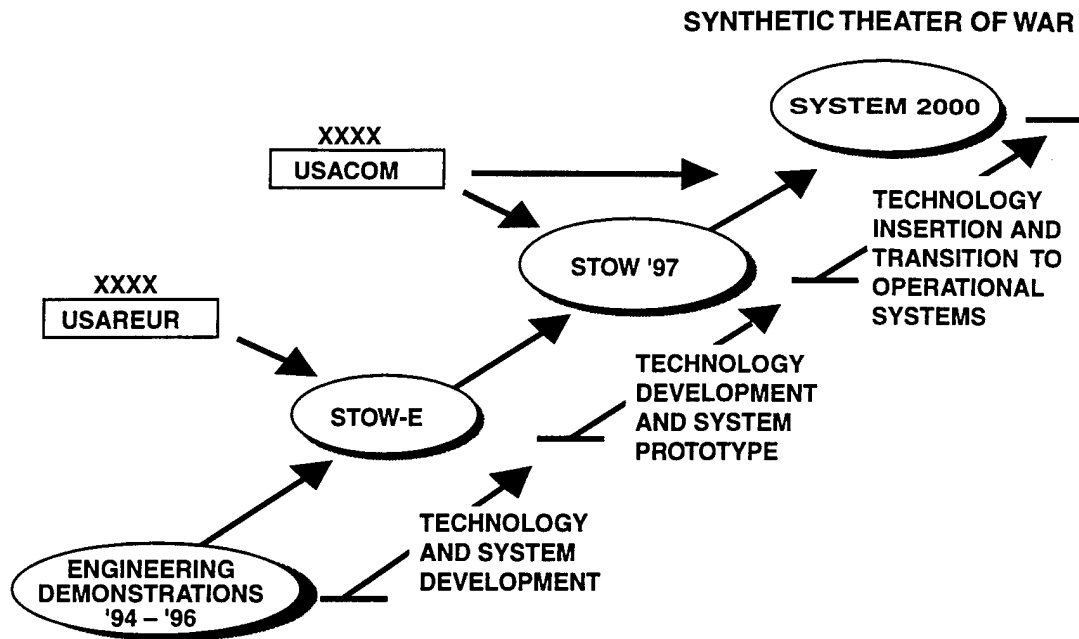 SYNTHETIC THEATER OF WAR
SYSTEM 2000
XXXX
USACOM
TECHNOLOGY
INSERTION AND
TRANSITION TO
OPERATIONAL
SYSTEMS
STOW '97
XXXX
USAREUR
TECHNOLOGY
DEVELOPMENT
AND SYSTEM
PROTOTYPE
STOW-E
TECHNOLOGY
AND SYSTEM
DEVELOPMENT
ENGINEERING
DEMONSTRATIONS
'94 – '96